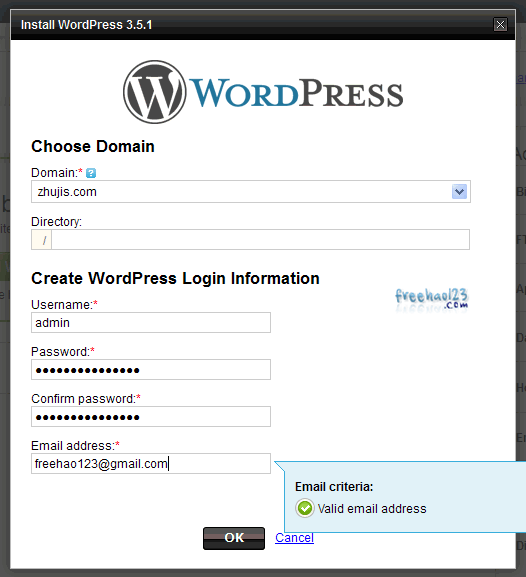 Install WordPress 3.5.1
WORDPRESS
Choose Domain
Domain:*
zhujis.com
Directory:
/
Create WordPress Login Information
freehao123
.com
Username:*
admin
Password:*
●●●●●●●●●●●●●●●
Confirm password:*
●●●●●●●●●●●●●●●
Email address:*
freehao123@gmail.com
Email criteria:
Valid email address
OK Cancel